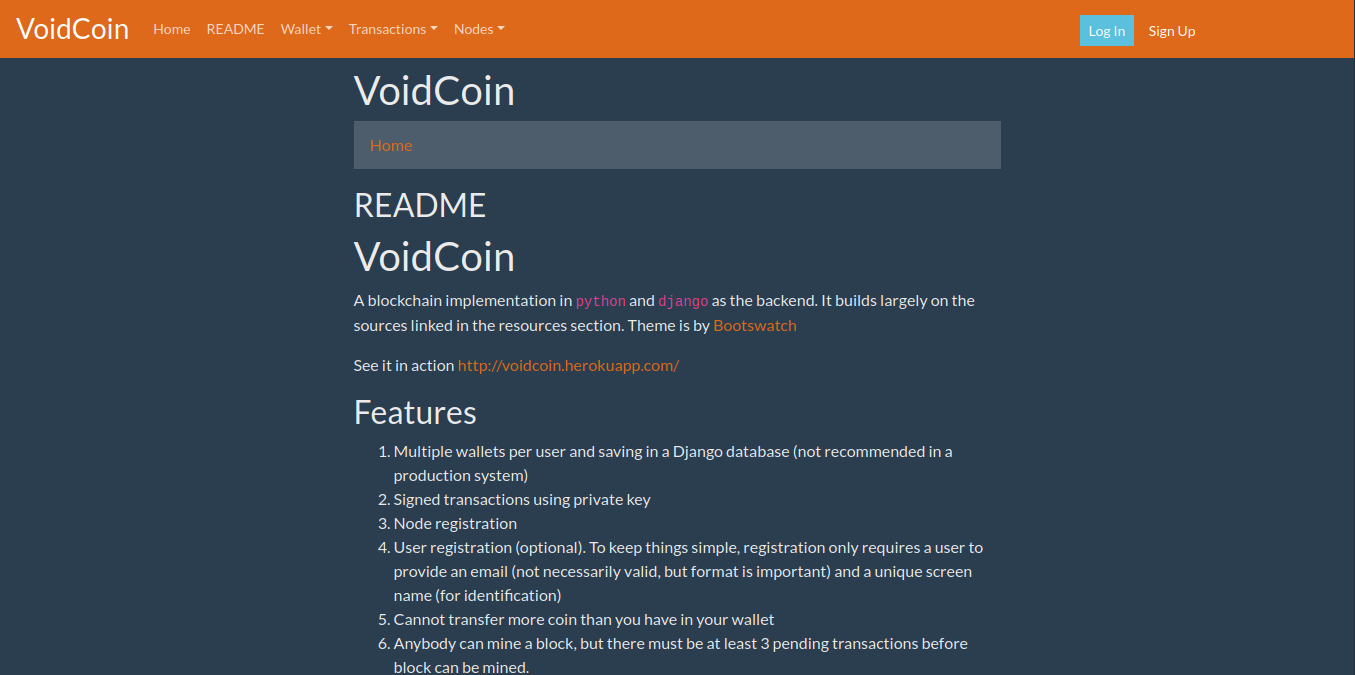 VoidCoin Home README Wallet Transactions Nodes Log In Sign Up
VoidCoin
Home
README
VoidCoin
A blockchain implementation in python and django as the backend. It builds largely on the
sources linked in the resources section. Theme is by Bootswatch
See it in action http://voidcoin.herokuapp.com/
Features
1. Multiple wallets per user and saving in a Django database (not recommended in a
production system)
2. Signed transactions using private key
3. Node registration
4. User registration (optional). To keep things simple, registration only requires a user to
provide an email (not necessarily valid, but format is important) and a unique screen
name (for identification)
5. Cannot transfer more coin than you have in your wallet
6. Anybody can mine a block, but there must be at least 3 pending transactions before
block can be mined.